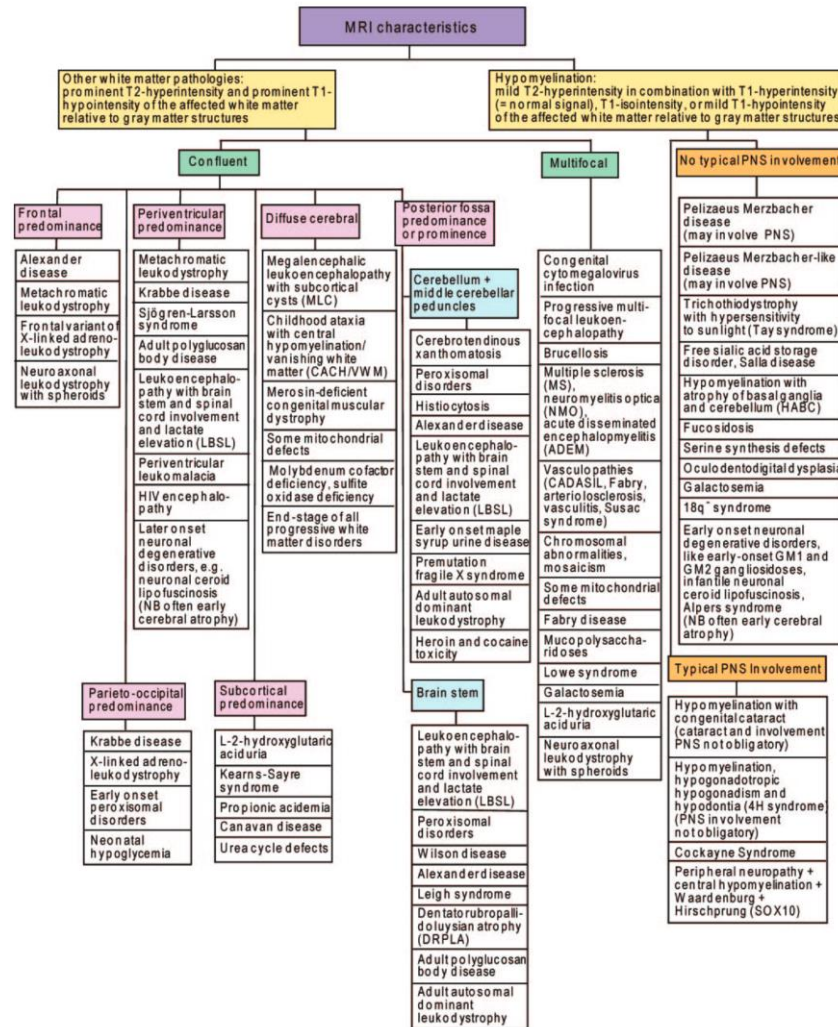 MRI characteristics
Other white matter pathologies:
prominent T2-hyperintensity and prominent T1-
hypointensity of the affected white matter
relative to gray matter structures
Hypomyelination:
mild T2-hyperintensity in combination with T1-hyperintensity
(= normal signal), T1-isointensity, or mild T1-hypointensity
of the affected white matter relative to gray matter structures
Confluent
Multifocal
No typical PNS involvement
Frontal
predominance
Alexander
disease
Metachromatic
leukodystrophy
Frontal variant of
X-linked adreno-
leukodystrophy
Neuroaxonal
leukodystrophy
with spheroids
Periventricular
predominance
Metachromatic
leukodystrophy
Krabbe disease
Sjögren-Larsson
syndrome
Adult polyglucosan
body disease
Leukoencephalo-
pathy with brain
stem and spinal
cord involvement
and lactate
elevation (LBSL)
Periventricular
leukomalacia
HIV encephalo-
pathy
Later onset
neuronal
degenerative
disorders, e.g.
neuronal ceroid
lipofuscinosis
(NB often early
cerebral atrophy)
Diffuse cerebral
Megalencephalic
leukoencephalopathy
with subcortical
cysts (MLC)
Childhood ataxia
with central
hypomyelination/
vanishing white
matter (CACH/VWM)
Merosin-deficient
congenital muscular
dystrophy
Some mitochondrial
defects
Molybdenum cofactor
deficiency, sulfite
oxidase deficiency
End-stage of all
progressive white
matter disorders
Posterior fossa
predominance
or prominence
Cerebellum +
middle cerebellar
peduncles
Cerebrotendinous
xanthomatosis
Peroxisomal
disorders
Histiocytosis
Alexander disease
Leukoencephalo-
pathy with brain
stem and spinal
cord involvement
and lactate
elevation (LBSL)
Early onset maple
syrup urine disease
Premutation
fragile X syndrome
Adult autosomal
dominant
leukodystrophy
Heroin and cocaine
toxicity
Congenital
cytomegalovirus
infection
Progressive multi-
focal leukoen-
cephalopathy
Brucellosis
Multiple sclerosis
(MS),
neuromyelitis optica
(NMO),
acute disseminated
encephalopmyelitis
(ADEM)
Vasculopathies
(CADASIL, Fabry,
arteriolosclerosis,
vasculitis, Susac
syndrome)
Chromosomal
abnormalities,
mosaicism
Some mitochondrial
defects
Fabry disease
Mucopolysaccha-
ridoses
Lowe syndrome
Galactosemia
L-2-hydroxyglutaric
aciduria
Neuroaxonal
leukodystrophy
with spheroids
Pelizaeus Merzbacher
disease
(may involve PNS)
Pelizaeus Merzbacher-like
disease
(may involve PNS)
Trichothiodystrophy
with hypersensitivity
to sunlight (Tay syndrome)
Free sialic acid storage
disorder, Salla disease
Hypomyelination with
atrophy of basal ganglia
and cerebellum (HABC)
Fucosidosis
Serine synthesis defects
Oculodentodigital dysplasia
Galactosemia
18q⁻ syndrome
Early onset neuronal
degenerative disorders,
like early-onset GM1 and
GM2 gangliosidoses,
infantile neuronal
ceroid lipofuscinosis,
Alpers syndrome
(NB often early cerebral
atrophy)
Parieto-occipital
predominance
Krabbe disease
X-linked adreno-
leukodystrophy
Early onset
peroxisomal
disorders
Neonatal
hypoglycemia
Subcortical
predominance
L-2-hydroxyglutaric
aciduria
Kearns-Sayre
syndrome
Propionic acidemia
Canavan disease
Urea cycle defects
Brain stem
Leukoencephalo-
pathy with brain
stem and spinal
cord involvement
and lactate
elevation (LBSL)
Peroxisomal
disorders
Wilson disease
Alexander disease
Leigh syndrome
Dentatorubropalli-
doluysian atrophy
(DRPLA)
Adult polyglucosan
body disease
Adult autosomal
dominant
leukodystrophy
Typical PNS Involvement
Hypomyelination with
congenital cataract
(cataract and involvement
PNS not obligatory)
Hypomyelination,
hypogonadotropic
hypogonadism and
hypodontia (4H syndrome)
(PNS involvement
not obligatory)
Cockayne Syndrome
Peripheral neuropathy +
central hypomyelination +
Waardenburg +
Hirschprung (SOX10)